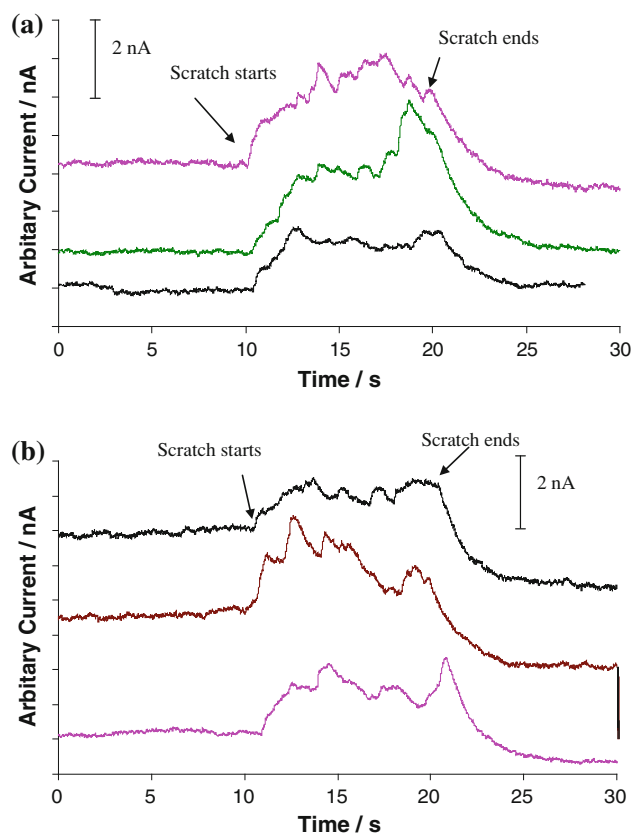 (a)
2 nA
Scratch starts
Scratch ends
Arbitary Current / nA
0 5 10 15 20 25 30
Time / s
(b)
Scratch starts
Scratch ends
2 nA
Arbitary Current / nA
0 5 10 15 20 25 30
Time / s